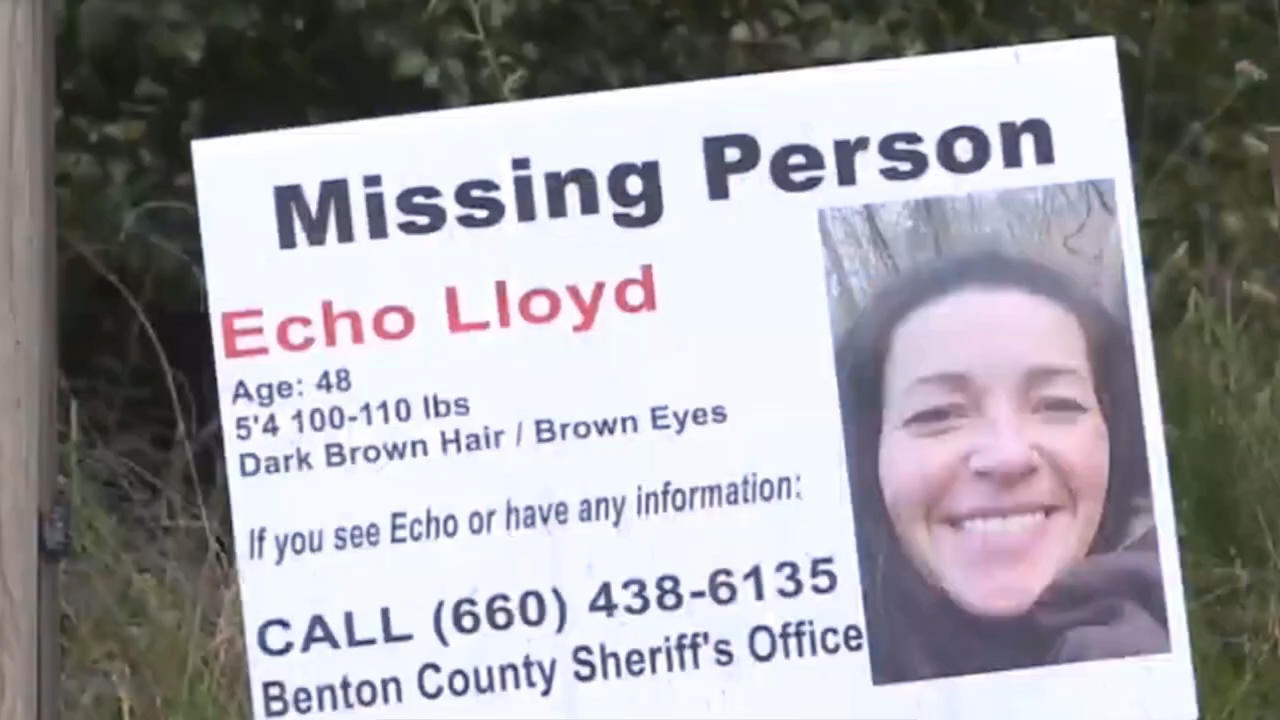 Missing Person
Echo Lloyd
Age: 48
5'4 100-110 lbs
Dark Brown Hair / Brown Eyes
If you see Echo or have any information:
CALL (660) 438-6135
Benton County Sheriff's Office